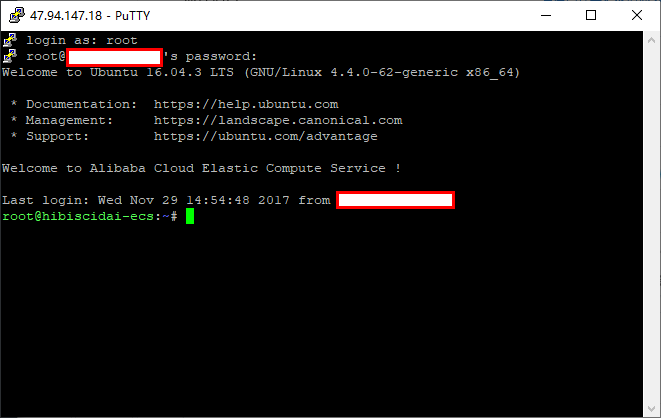 47.94.147.18 - PuTTY
login as: root
root@ 's password:
Welcome to Ubuntu 16.04.3 LTS (GNU/Linux 4.4.0-62-generic x86_64)
* Documentation: https://help.ubuntu.com
* Management: https://landscape.canonical.com
* Support: https://ubuntu.com/advantage
Welcome to Alibaba Cloud Elastic Compute Service !
Last login: Wed Nov 29 14:54:48 2017 from
root@hibiscidai-ecs:~#